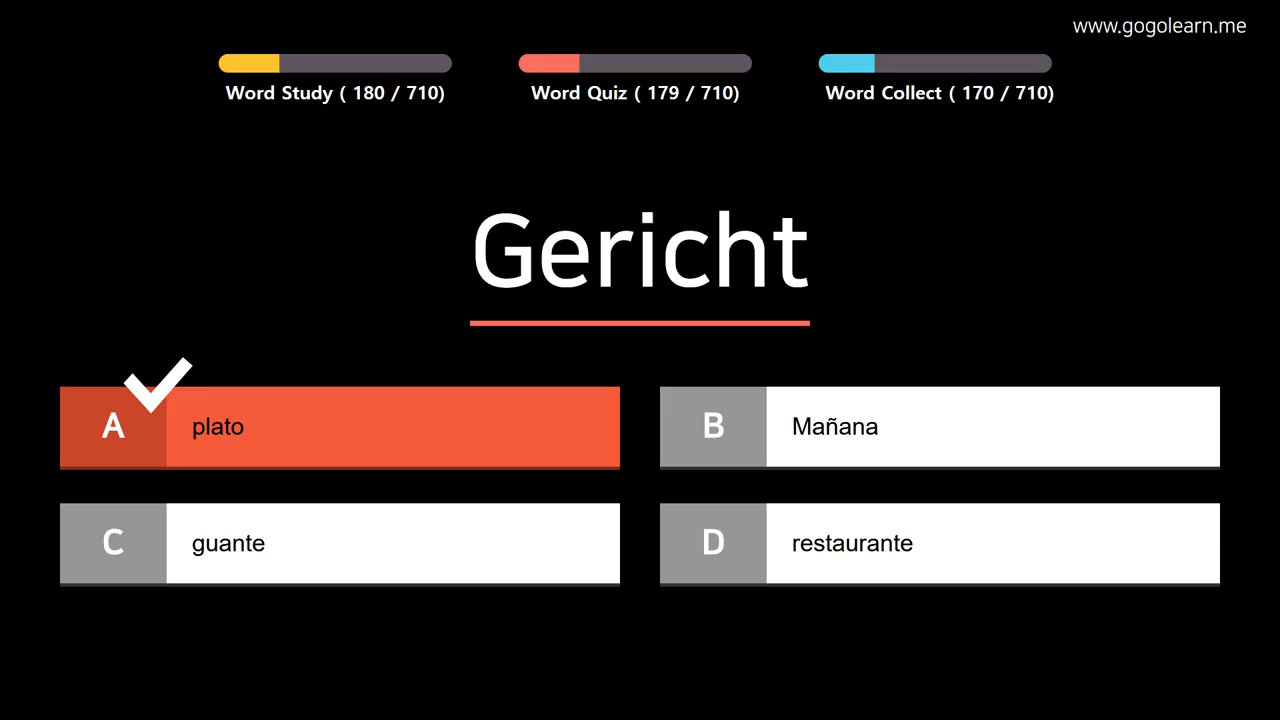 www.gogolearn.me
Word Study ( 180 / 710)
Word Quiz ( 179 / 710)
Word Collect ( 170 / 710)
Gericht
A plato
B Mañana
C guante
D restaurante